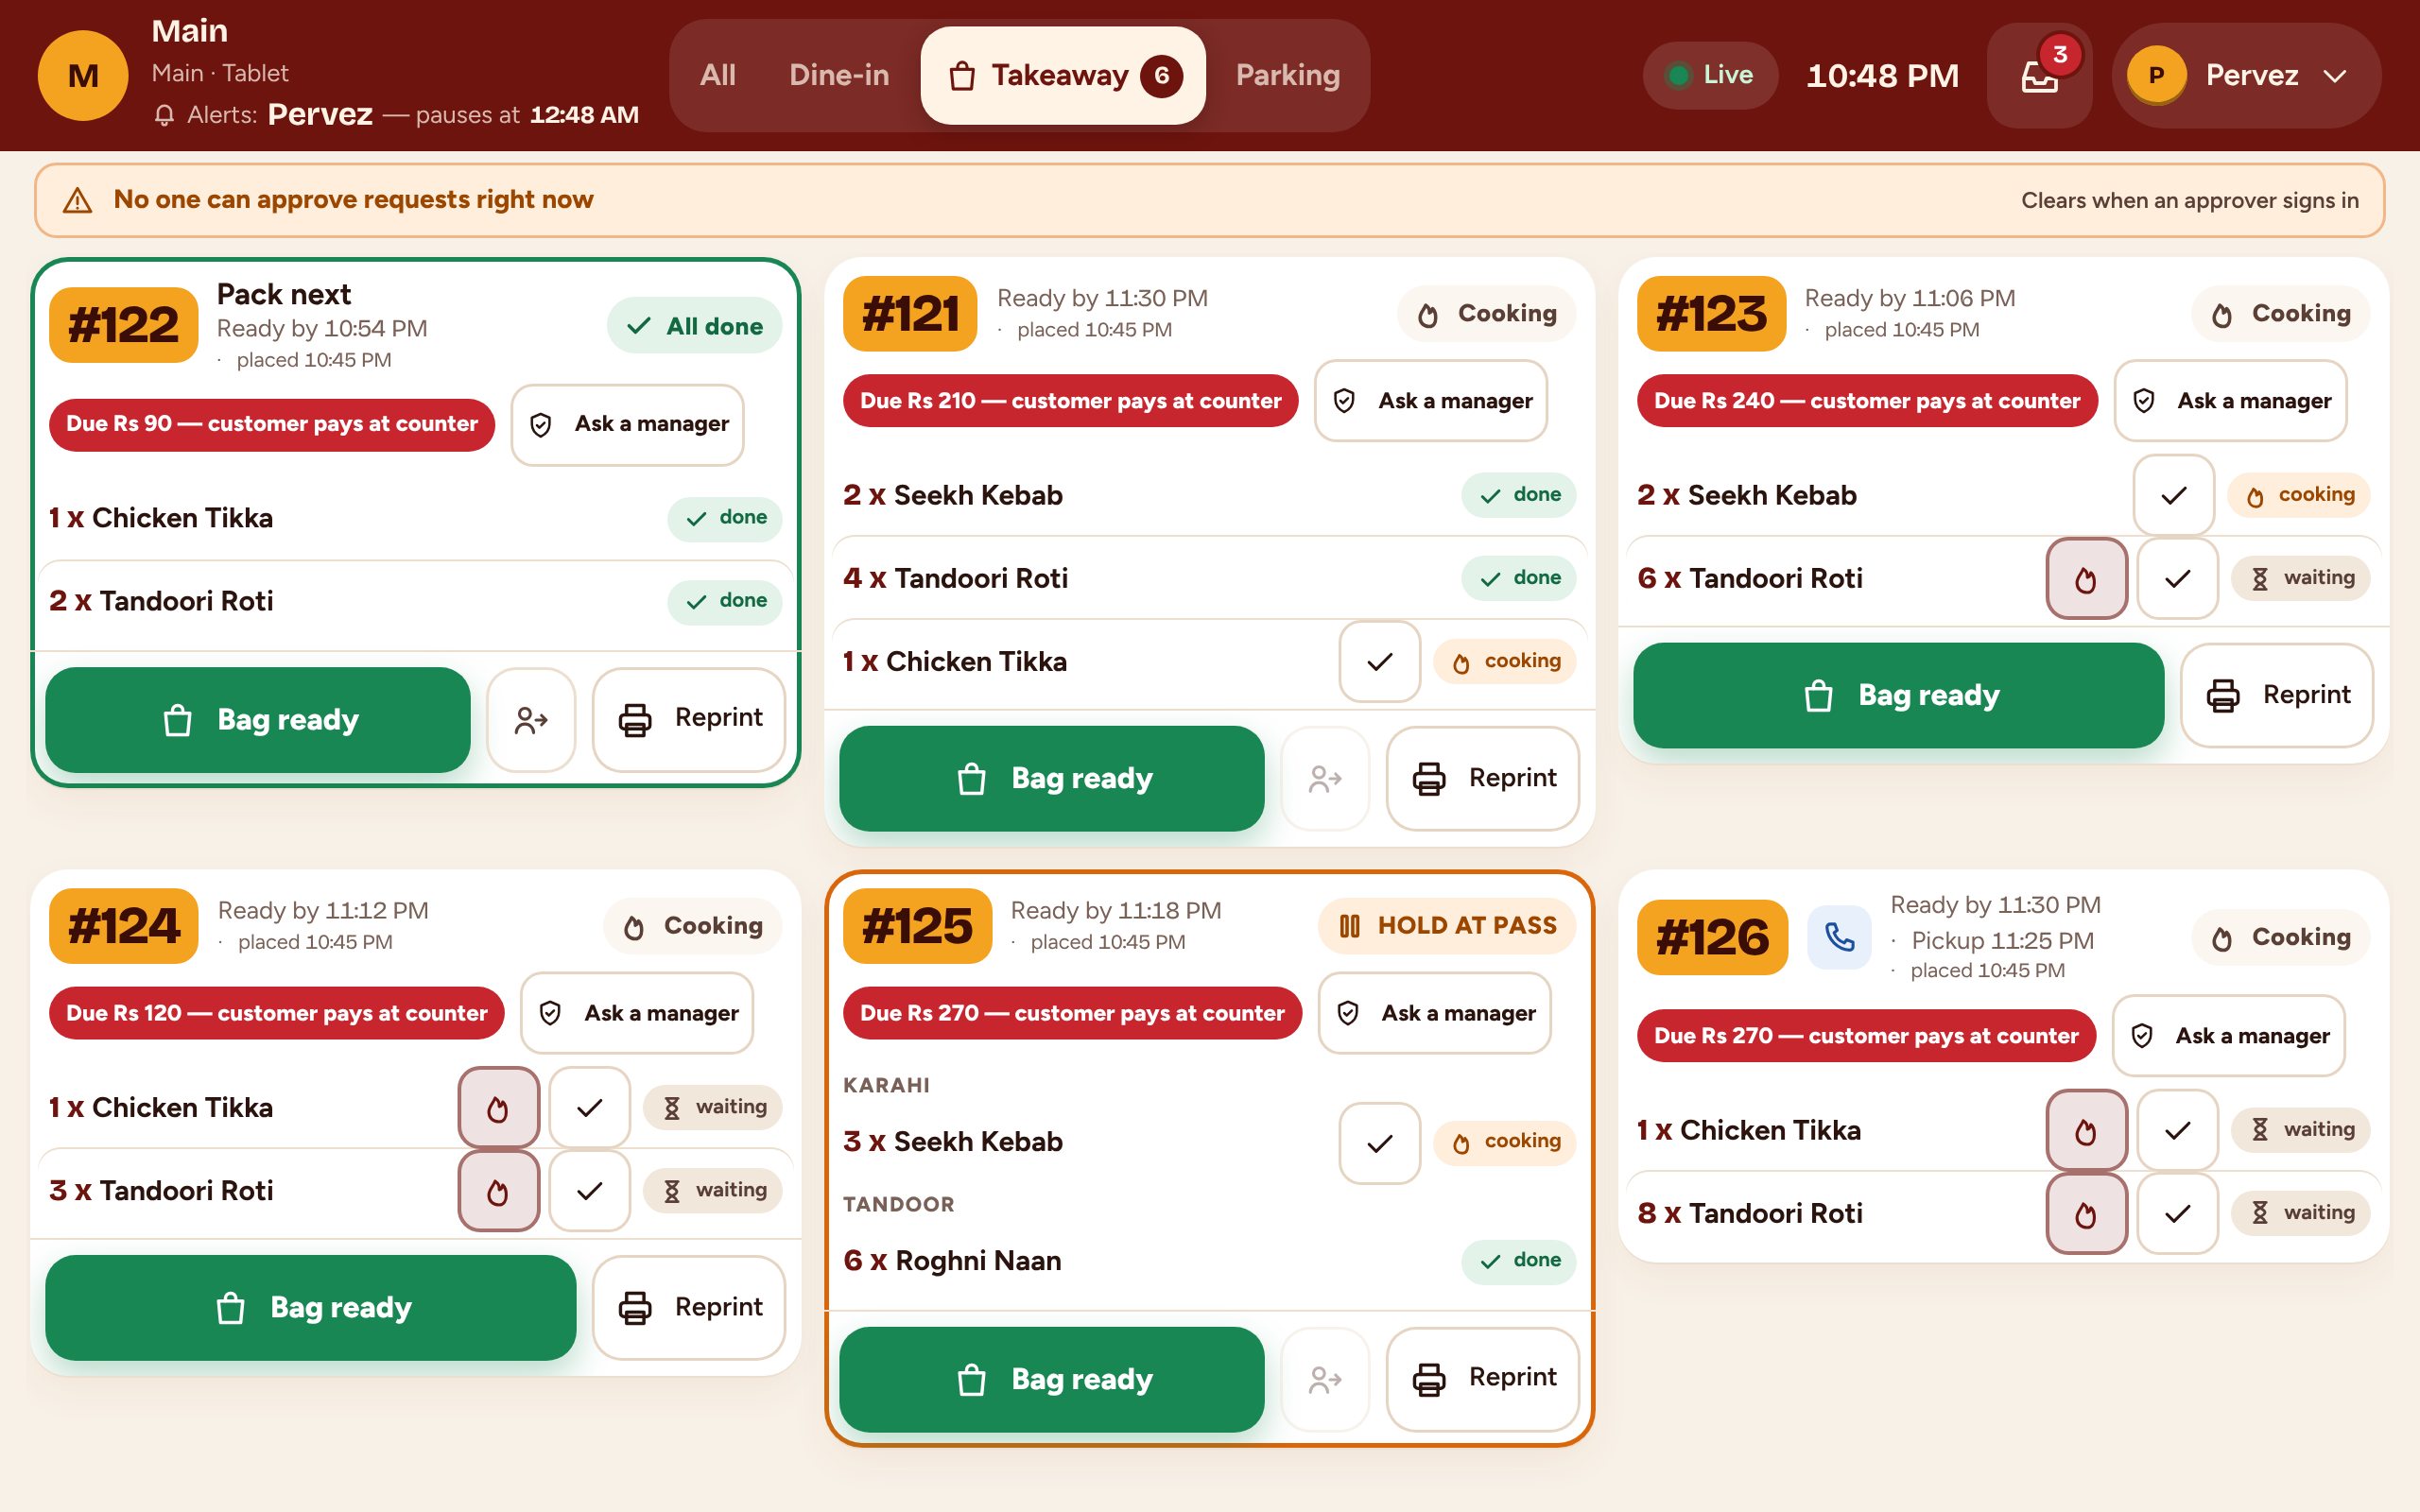 M
Main
Main · Tablet
Alerts: Pervez — pauses at 12:48 AM
All
Dine-in
Takeaway 6
Parking
Live
10:48 PM
3
P
Pervez
No one can approve requests right now
Clears when an approver signs in
#122
Pack next
Ready by 10:54 PM
· placed 10:45 PM
All done
Due Rs 90 — customer pays at counter
Ask a manager
1 x Chicken Tikka
done
2 x Tandoori Roti
done
Bag ready
Reprint
#121
Ready by 11:30 PM
· placed 10:45 PM
Cooking
Due Rs 210 — customer pays at counter
Ask a manager
2 x Seekh Kebab
done
4 x Tandoori Roti
done
1 x Chicken Tikka
cooking
Bag ready
Reprint
#123
Ready by 11:06 PM
· placed 10:45 PM
Cooking
Due Rs 240 — customer pays at counter
Ask a manager
2 x Seekh Kebab
cooking
6 x Tandoori Roti
waiting
Bag ready
Reprint
#124
Ready by 11:12 PM
· placed 10:45 PM
Cooking
Due Rs 120 — customer pays at counter
Ask a manager
1 x Chicken Tikka
waiting
3 x Tandoori Roti
waiting
Bag ready
Reprint
#125
Ready by 11:18 PM
· placed 10:45 PM
HOLD AT PASS
Due Rs 270 — customer pays at counter
Ask a manager
KARAHI
3 x Seekh Kebab
cooking
TANDOOR
6 x Roghni Naan
done
Bag ready
Reprint
#126
Ready by 11:30 PM
· Pickup 11:25 PM
· placed 10:45 PM
Cooking
Due Rs 270 — customer pays at counter
Ask a manager
1 x Chicken Tikka
waiting
8 x Tandoori Roti
waiting